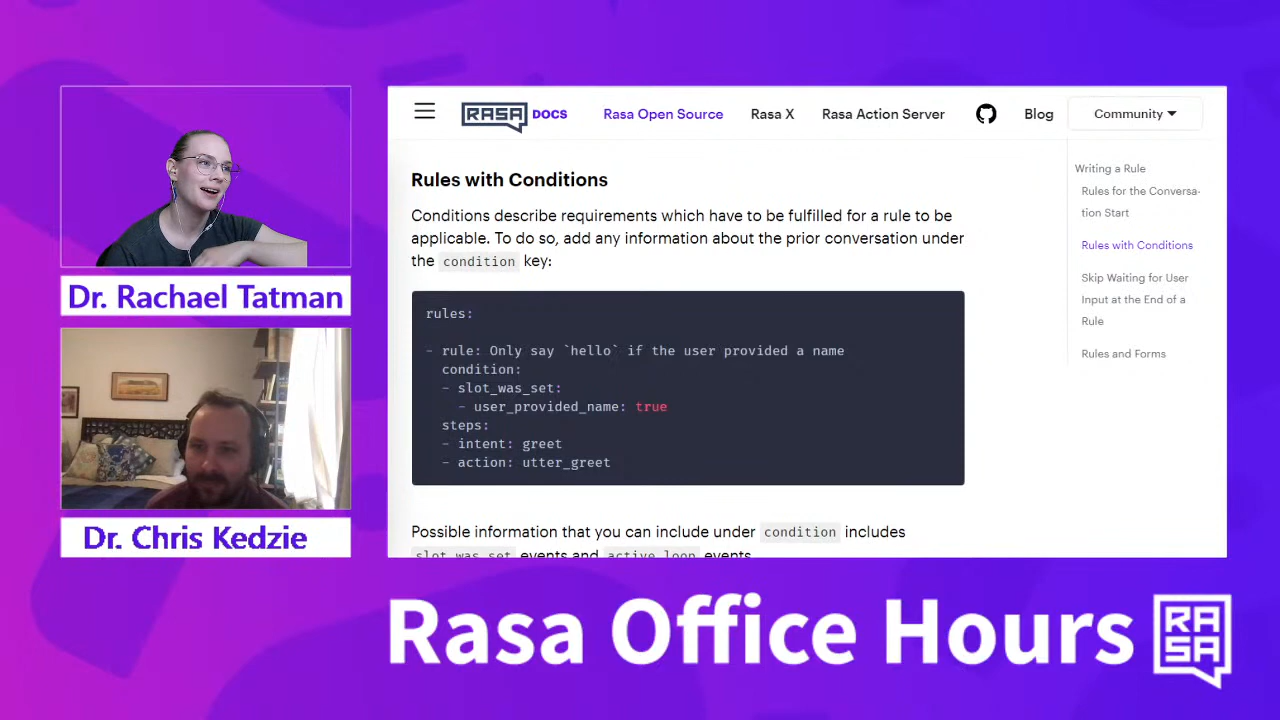 Dr. Rachael Tatman
Dr. Chris Kedzie
RASA DOCS Rasa Open Source Rasa X Rasa Action Server Blog Community
Rules with Conditions
Conditions describe requirements which have to be fulfilled for a rule to be
applicable. To do so, add any information about the prior conversation under
the condition key:
rules:
- rule: Only say `hello` if the user provided a name
condition:
- slot_was_set:
- user_provided_name: true
steps:
- intent: greet
- action: utter_greet
Possible information that you can include under condition includes
slot_was_set events and active_loop events.
Writing a Rule
Rules for the Conversa-
tion Start
Rules with Conditions
Skip Waiting for User
Input at the End of a
Rule
Rules and Forms
Rasa Office Hours RASA